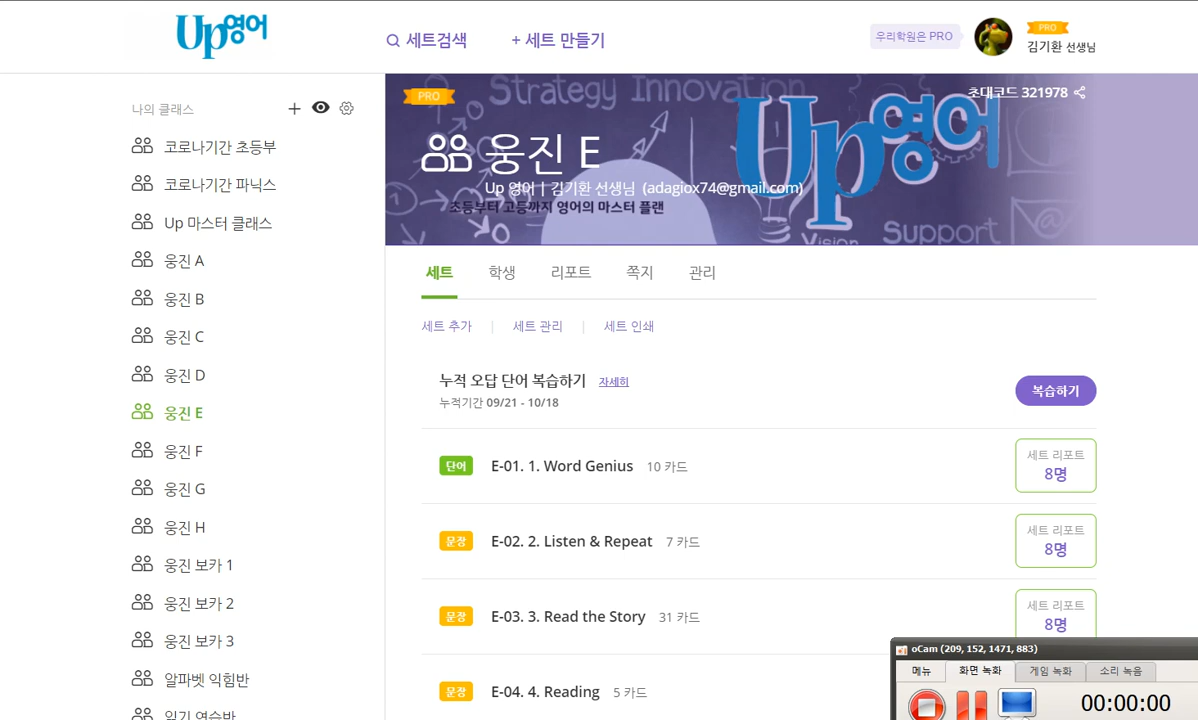 Up영어
세트검색
+ 세트 만들기
우리학원은 PRO
PRO
김기환 선생님
나의 클래스
코로나기간 초등부
코로나기간 파닉스
Up 마스터 클래스
웅진 A
웅진 B
웅진 C
웅진 D
웅진 E
웅진 F
웅진 G
웅진 H
웅진 보카 1
웅진 보카 2
웅진 보카 3
알파벳 익힘반
읽기 연습반
PRO
Strategy Innovation
초대코드 321978
Up영어
웅진 E
Up 영어 | 김기환 선생님 (adagiox74@gmail.com)
초등부터 고등까지 영어의 마스터 플랜
Vision
Support
세트
학생
리포트
쪽지
관리
세트 추가 | 세트 관리 | 세트 인쇄
누적 오답 단어 복습하기 자세히
누적기간 09/21 - 10/18
복습하기
단어 E-01. 1. Word Genius 10 카드
세트 리포트
8명
문장 E-02. 2. Listen & Repeat 7 카드
세트 리포트
8명
문장 E-03. 3. Read the Story 31 카드
세트 리포트
8명
문장 E-04. 4. Reading 5 카드
oCam (209, 152, 1471, 883)
메뉴
화면 녹화
게임 녹화
소리 녹음
00:00:00